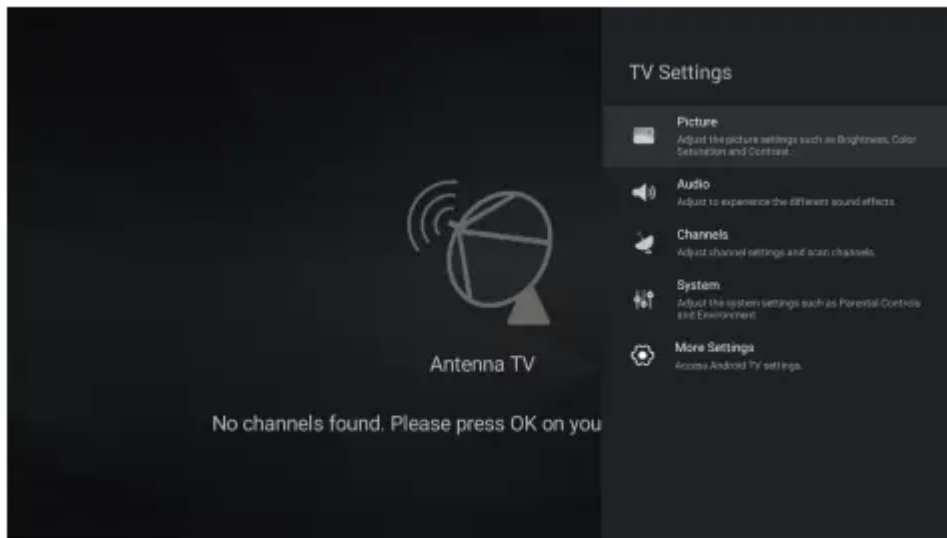 TV Settings
Picture
Adjust the picture settings such as Brightness, Color
Saturation and Contrast.
Audio
Adjust to experience the different sound effects.
Channels
Adjust channel settings and scan channels.
System
Adjust the system settings such as Parental Controls
and Environment
More Settings
Access Android TV settings.
Antenna TV
No channels found. Please press OK on you